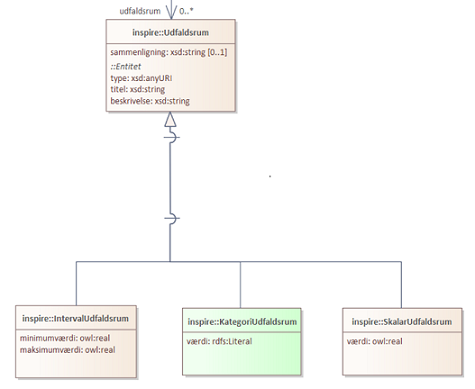 udfaldsrum 0..*
inspire::Udfaldsrum
sammenligning: xsd:string [0..1]
::Entitet
type: xsd:anyURI
titel: xsd:string
beskrivelse: xsd:string
inspire::IntervalUdfaldsrum
minimumværdi: owl:real
maksimumværdi: owl:real
inspire::KategoriUdfaldsrum
værdi: rdfs:Literal
inspire::SkalarUdfaldsrum
værdi: owl:real